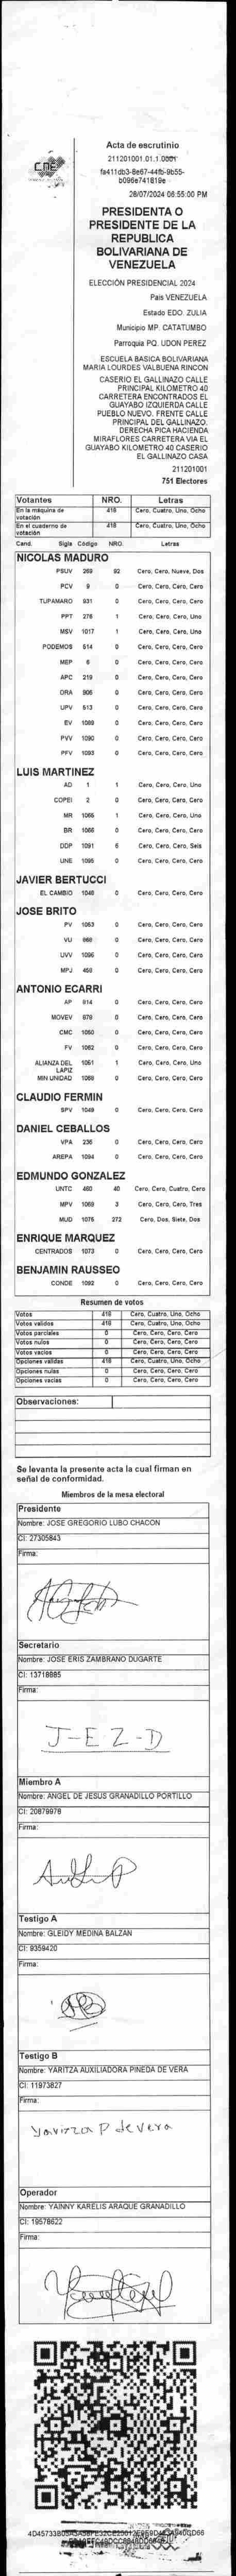 CNE
Acta de escrutinio
211201001.01.1.0001
fa411db3-8e67-44fb-9b55-
b096e741819e
28/07/2024 06:55:00 PM
PRESIDENTA O
PRESIDENTE DE LA
REPUBLICA
BOLIVARIANA DE
VENEZUELA
ELECCIÓN PRESIDENCIAL 2024
País VENEZUELA
Estado EDO. ZULIA
Municipio MP. CATATUMBO
Parroquia PQ. UDON PEREZ
ESCUELA BASICA BOLIVARIANA
MARIA LOURDES VALBUENA RINCON
CASERIO EL GALLINAZO CALLE
PRINCIPAL KILOMETRO 40
CARRETERA ENCONTRADOS EL
GUAYABO IZQUIERDA CALLE
PUEBLO NUEVO. FRENTE CALLE
PRINCIPAL DEL GALLINAZO.
DERECHA PICA HACIENDA
MIRAFLORES CARRETERA VIA EL
GUAYABO KILOMETRO 40 CASERIO
EL GALLINAZO CASA
211201001
751 Electores
Votantes NRO. Letras
En la máquina de votación 418 Cero, Cuatro, Uno, Ocho
En el cuaderno de votación 418 Cero, Cuatro, Uno, Ocho
Cand. Sigla Código NRO. Letras
NICOLAS MADURO
PSUV 269 92 Cero, Cero, Nueve, Dos
PCV 9 0 Cero, Cero, Cero, Cero
TUPAMARO 931 0 Cero, Cero, Cero, Cero
PPT 276 1 Cero, Cero, Cero, Uno
MSV 1017 1 Cero, Cero, Cero, Uno
PODEMOS 514 0 Cero, Cero, Cero, Cero
MEP 6 0 Cero, Cero, Cero, Cero
APC 219 0 Cero, Cero, Cero, Cero
ORA 906 0 Cero, Cero, Cero, Cero
UPV 513 0 Cero, Cero, Cero, Cero
EV 1089 0 Cero, Cero, Cero, Cero
PVV 1090 0 Cero, Cero, Cero, Cero
PFV 1093 0 Cero, Cero, Cero, Cero
LUIS MARTINEZ
AD 1 1 Cero, Cero, Cero, Uno
COPEI 2 0 Cero, Cero, Cero, Cero
MR 1065 1 Cero, Cero, Cero, Uno
BR 1066 0 Cero, Cero, Cero, Cero
DDP 1091 6 Cero, Cero, Cero, Seis
UNE 1095 0 Cero, Cero, Cero, Cero
JAVIER BERTUCCI
EL CAMBIO 1046 0 Cero, Cero, Cero, Cero
JOSE BRITO
PV 1053 0 Cero, Cero, Cero, Cero
VU 868 0 Cero, Cero, Cero, Cero
UVV 1096 0 Cero, Cero, Cero, Cero
MPJ 450 0 Cero, Cero, Cero, Cero
ANTONIO ECARRI
AP 814 0 Cero, Cero, Cero, Cero
MOVEV 979 0 Cero, Cero, Cero, Cero
CMC 1050 0 Cero, Cero, Cero, Cero
FV 1082 0 Cero, Cero, Cero, Cero
ALIANZA DEL LAPIZ 1051 1 Cero, Cero, Cero, Uno
MIN UNIDAD 1088 0 Cero, Cero, Cero, Cero
CLAUDIO FERMIN
SPV 1049 0 Cero, Cero, Cero, Cero
DANIEL CEBALLOS
VPA 236 0 Cero, Cero, Cero, Cero
AREPA 1094 0 Cero, Cero, Cero, Cero
EDMUNDO GONZALEZ
UNTC 460 40 Cero, Cero, Cuatro, Cero
MPV 1069 3 Cero, Cero, Cero, Tres
MUD 1075 272 Cero, Dos, Siete, Dos
ENRIQUE MARQUEZ
CENTRADOS 1073 0 Cero, Cero, Cero, Cero
BENJAMIN RAUSSEO
CONDE 1092 0 Cero, Cero, Cero, Cero
Resumen de votos
Votos 418 Cero, Cuatro, Uno, Ocho
Votos validos 418 Cero, Cuatro, Uno, Ocho
Votos parciales 0 Cero, Cero, Cero, Cero
Votos nulos 0 Cero, Cero, Cero, Cero
Votos vacios 0 Cero, Cero, Cero, Cero
Opciones validas 418 Cero, Cuatro, Uno, Ocho
Opciones nulas 0 Cero, Cero, Cero, Cero
Opciones vacias 0 Cero, Cero, Cero, Cero
Observaciones:
Se levanta la presente acta la cual firman en
señal de conformidad.
Miembros de la mesa electoral
Presidente
Nombre: JOSE GREGORIO LUBO CHACON
CI: 27305843
Firma:
Secretario
Nombre: JOSE ERIS ZAMBRANO DUGARTE
CI: 13718885
Firma:
J-E-Z-D
Miembro A
Nombre: ANGEL DE JESUS GRANADILLO PORTILLO
CI: 20879978
Firma:
Testigo A
Nombre: GLEIDY MEDINA BALZAN
CI: 9359420
Firma:
Testigo B
Nombre: YARITZA AUXILIADORA PINEDA DE VERA
CI: 11973827
Firma:
Yarizza P de vera
Operador
Nombre: YAINNY KARELIS ARAQUE GRANADILLO
CI: 19578622
Firma: